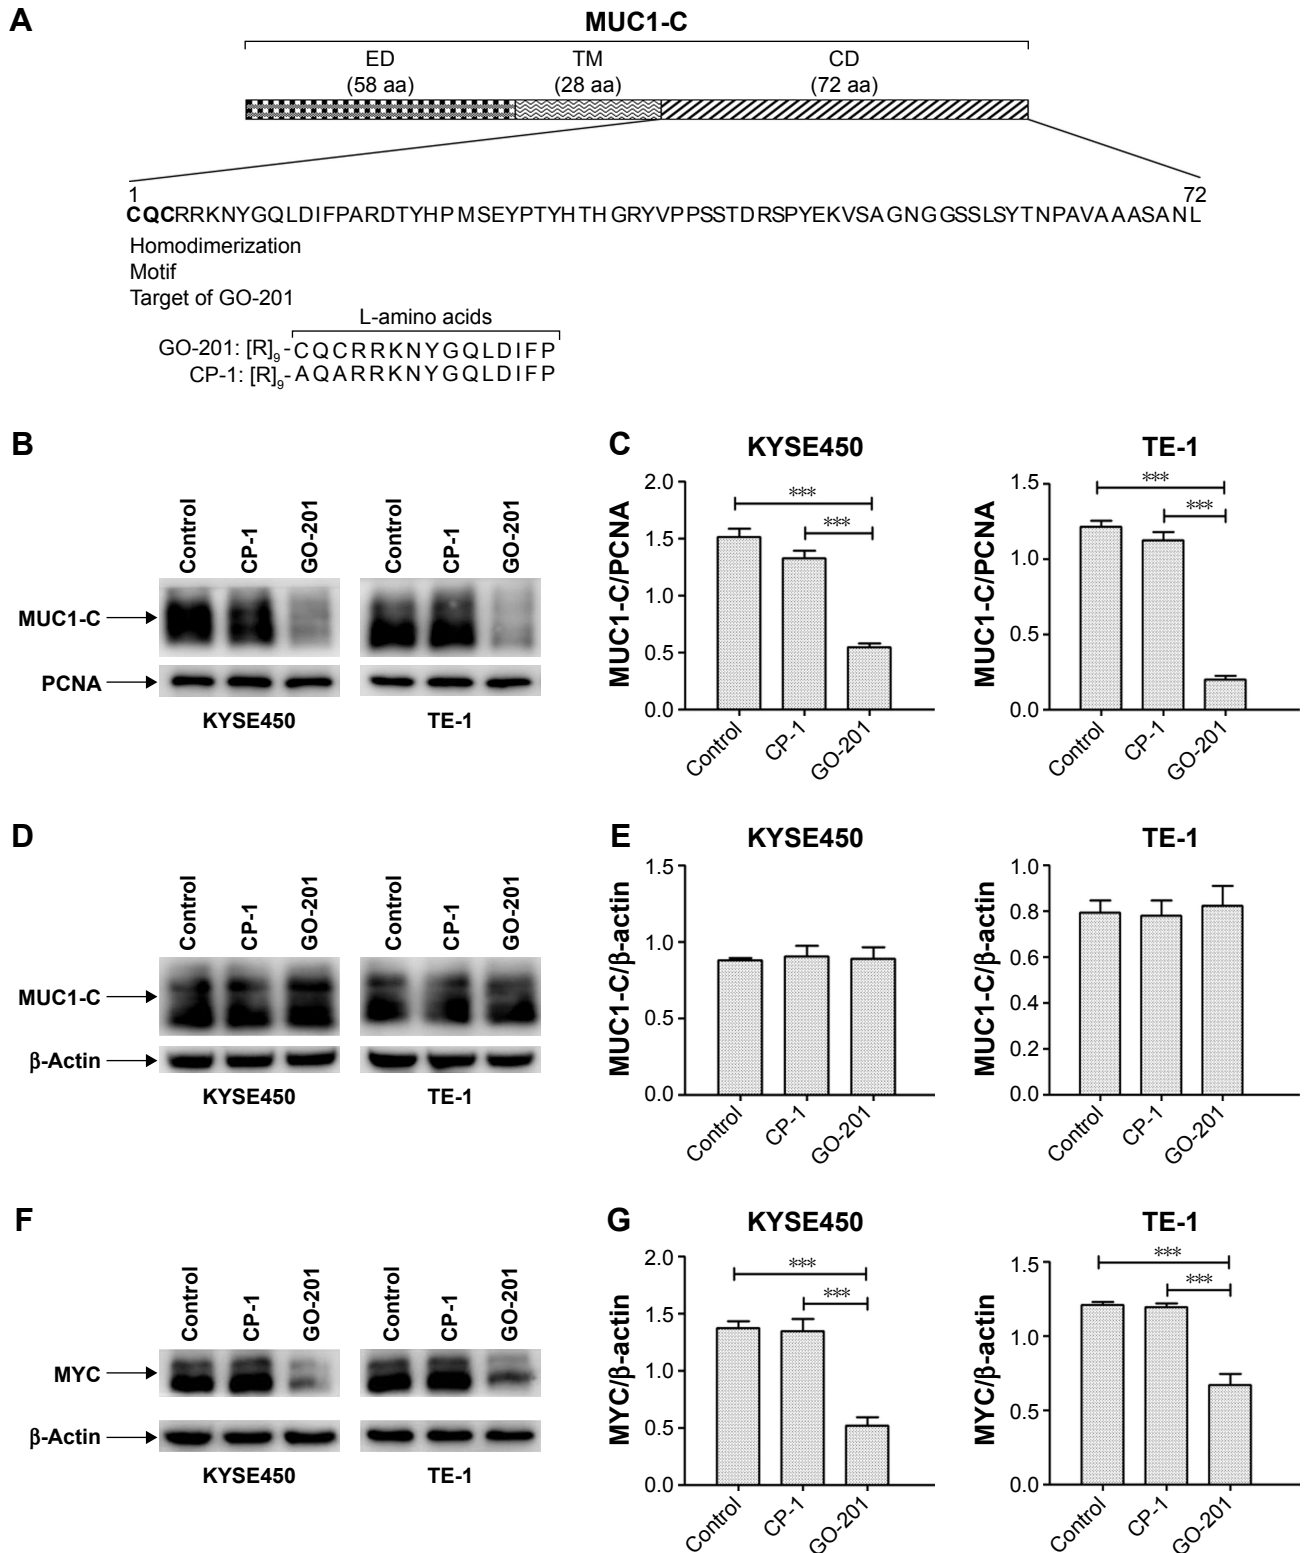 A
MUC1-C
ED
TM
CD
(58 aa)
(28 aa)
(72 aa)
1
72
CQCRRKNYGQLDIFPARDTYHPMSEYPTYHTHGRYVPPSSTDRSPYEKVSAGNGGSSLSYTNPAVAAASANL
Homodimerization
Motif
Target of GO-201
L-amino acids
GO-201: [R]9-CQCRRKNYGQLDIFP
CP-1: [R]9-AQARRKNYGQLDIFP
B
Control
CP-1
GO-201
Control
CP-1
GO-201
MUC1-C
PCNA
KYSE450
TE-1
C
KYSE450
MUC1-C/PCNA
2.0
1.5
1.0
0.5
0.0
***
***
Control
CP-1
GO-201
TE-1
MUC1-C/PCNA
1.5
1.0
0.5
0.0
***
***
Control
CP-1
GO-201
D
Control
CP-1
GO-201
Control
CP-1
GO-201
MUC1-C
β-Actin
KYSE450
TE-1
E
KYSE450
MUC1-C/β-actin
1.5
1.0
0.5
0.0
Control
CP-1
GO-201
TE-1
MUC1-C/β-actin
1.0
0.8
0.6
0.4
0.2
0.0
Control
CP-1
GO-201
F
Control
CP-1
GO-201
Control
CP-1
GO-201
MYC
β-Actin
KYSE450
TE-1
G
KYSE450
MYC/β-actin
2.0
1.5
1.0
0.5
0.0
***
***
Control
CP-1
GO-201
TE-1
MYC/β-actin
1.5
1.0
0.5
0.0
***
***
Control
CP-1
GO-201